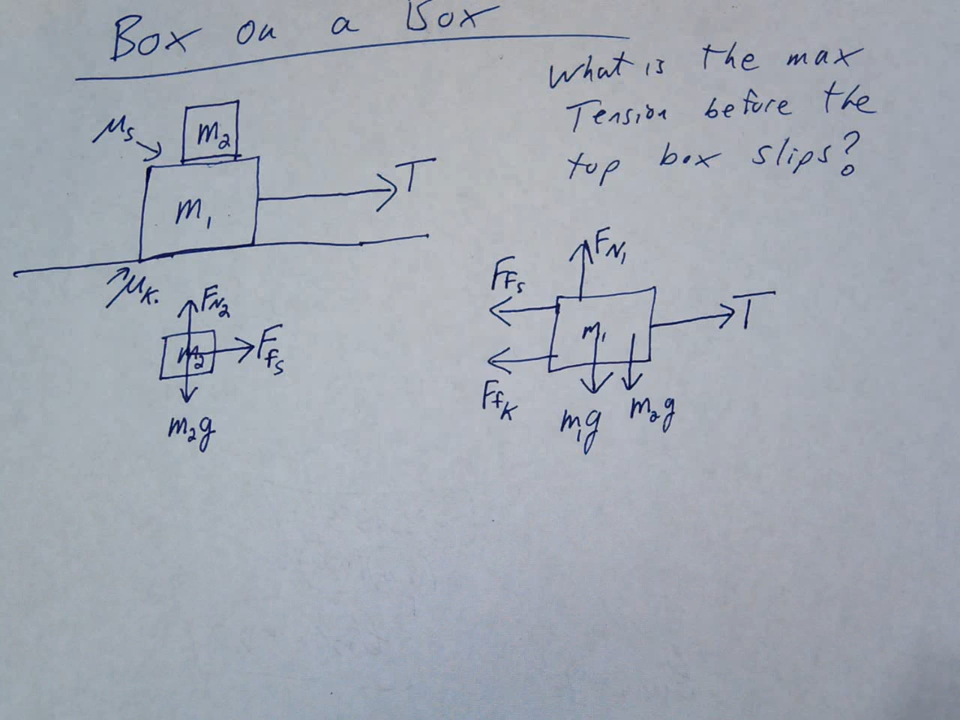 Box on a Box
What is the max
Tension before the
top box slips?
μs
m2
T
m1
μk.
FN2
m2
Ffs
m2g
FN1
Ffs
m1
T
Ffk
m1g
m2g